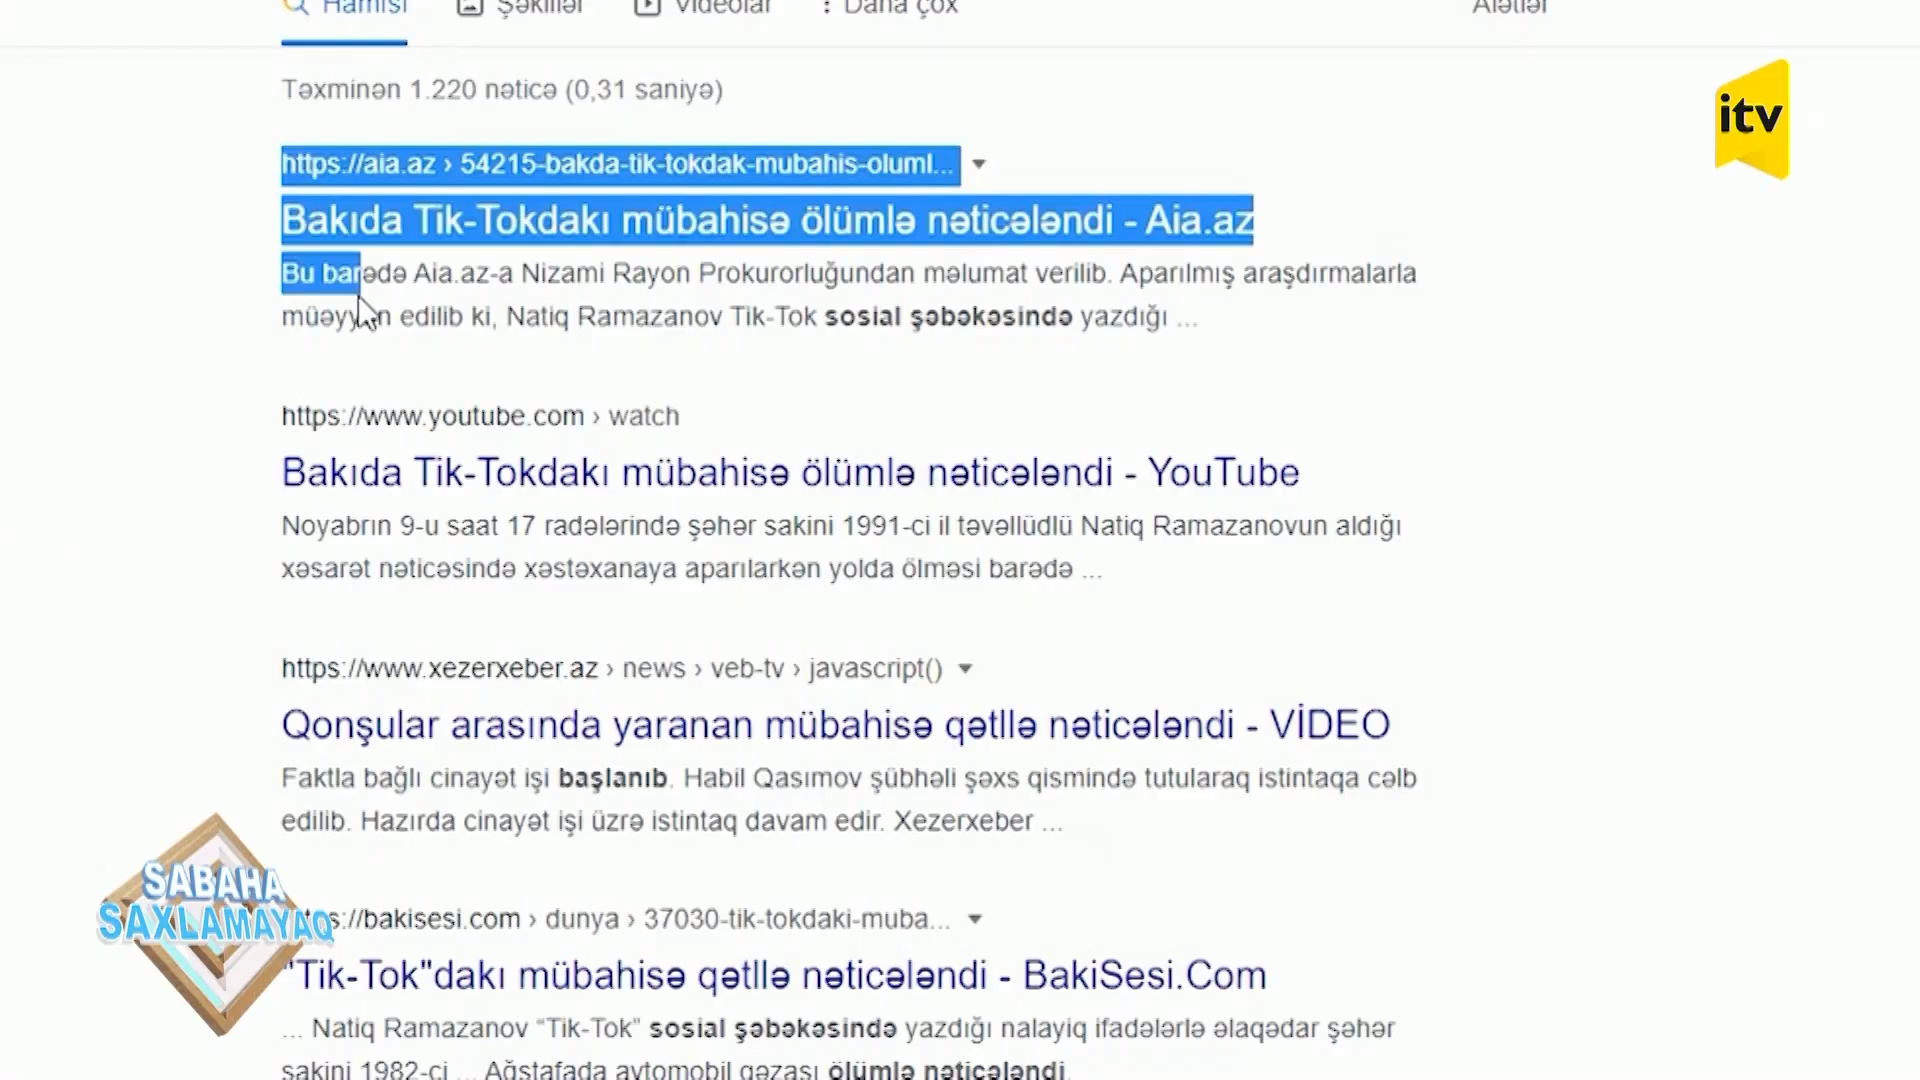 Hamısı Şəkillər Videolar Daha çox Alətlər
Təxminən 1.220 nəticə (0,31 saniyə)
itv
https://aia.az › 54215-bakda-tik-tokdak-mubahis-oluml...
Bakıda Tik-Tokdakı mübahisə ölümlə nəticələndi - Aia.az
Bu barədə Aia.az-a Nizami Rayon Prokurorluğundan məlumat verilib. Aparılmış araşdırmalarla
müəyyən edilib ki, Natiq Ramazanov Tik-Tok sosial şəbəkəsində yazdığı ...
https://www.youtube.com › watch
Bakıda Tik-Tokdakı mübahisə ölümlə nəticələndi - YouTube
Noyabrın 9-u saat 17 radələrində şəhər sakini 1991-ci il təvəllüdlü Natiq Ramazanovun aldığı
xəsarət nəticəsində xəstəxanaya aparılarkən yolda ölməsi barədə ...
https://www.xezerxeber.az › news › veb-tv › javascript()
Qonşular arasında yaranan mübahisə qətllə nəticələndi - VİDEO
Faktla bağlı cinayət işi başlanıb. Habil Qasımov şübhəli şəxs qismində tutularaq istintaqa cəlb
edilib. Hazırda cinayət işi üzrə istintaq davam edir. Xezerxeber ...
SABAHA
SAXLAMAYAQ
s://bakisesi.com › dunya › 37030-tik-tokdaki-muba...
"Tik-Tok"dakı mübahisə qətllə nəticələndi - BakiSesi.Com
... Natiq Ramazanov “Tik-Tok” sosial şəbəkəsində yazdığı nalayiq ifadələrlə əlaqədar şəhər
sakini 1982-ci ... Ağstafada avtomobil qəzası ölümlə nəticələndi.